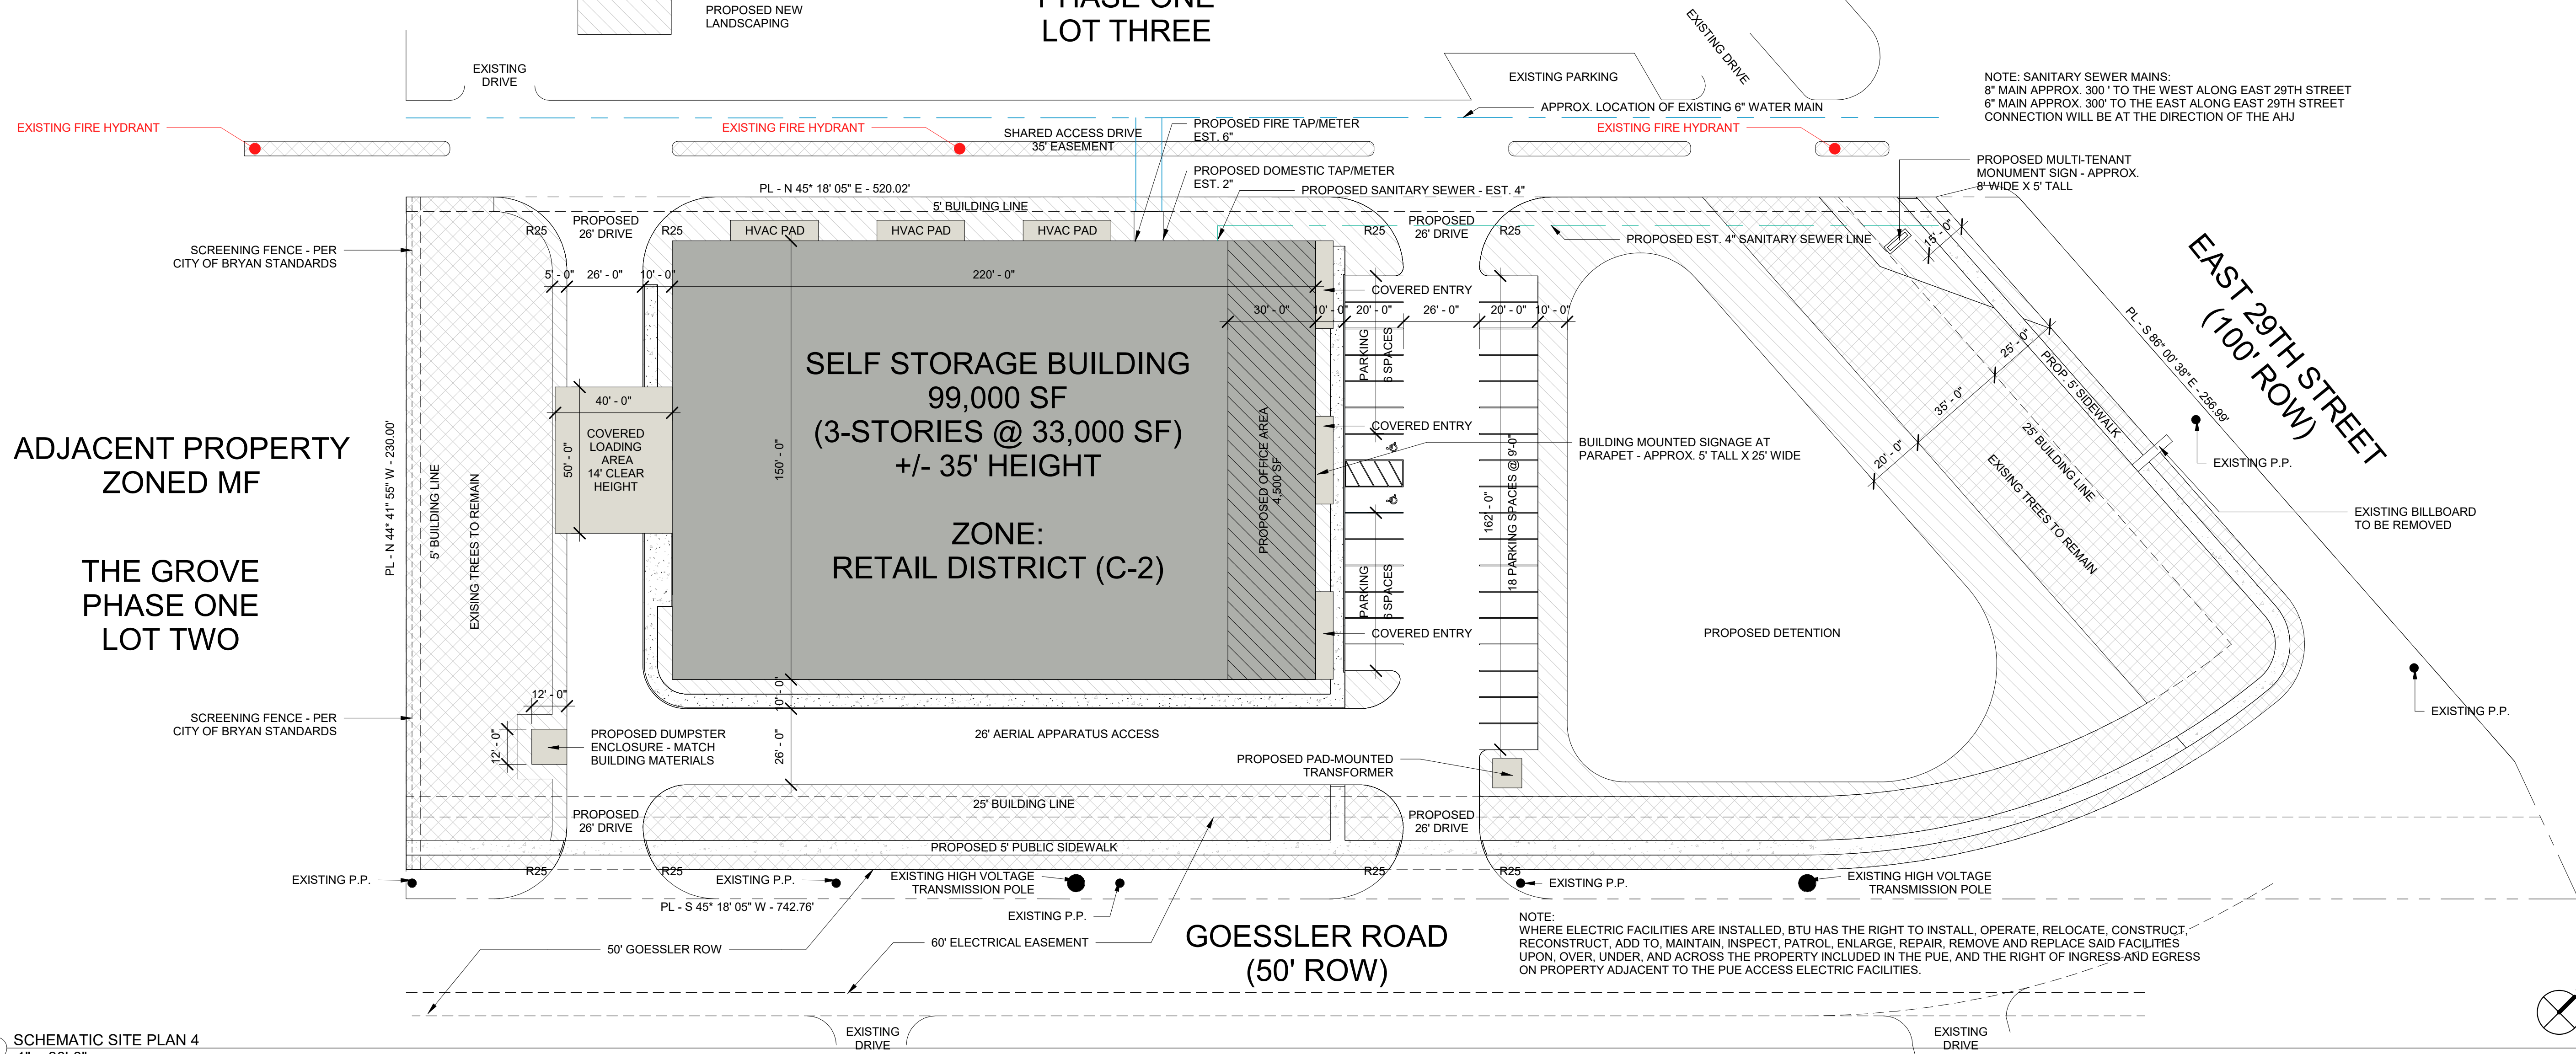 PROPOSED NEW
LANDSCAPING
PHASE ONE
LOT THREE
EXISTING
DRIVE
EXISTING DRIVE
EXISTING PARKING
NOTE: SANITARY SEWER MAINS:
8" MAIN APPROX. 300 ' TO THE WEST ALONG EAST 29TH STREET
6" MAIN APPROX. 300' TO THE EAST ALONG EAST 29TH STREET
CONNECTION WILL BE AT THE DIRECTION OF THE AHJ
APPROX. LOCATION OF EXISTING 6" WATER MAIN
EXISTING FIRE HYDRANT
EXISTING FIRE HYDRANT
SHARED ACCESS DRIVE
35' EASEMENT
PROPOSED FIRE TAP/METER
EST. 6"
EXISTING FIRE HYDRANT
PROPOSED DOMESTIC TAP/METER
EST. 2"
PROPOSED SANITARY SEWER - EST. 4"
PROPOSED MULTI-TENANT
MONUMENT SIGN - APPROX.
8' WIDE X 5' TALL
PL - N 45* 18' 05" E - 520.02'
5' BUILDING LINE
PROPOSED
26' DRIVE
R25
R25
HVAC PAD
HVAC PAD
HVAC PAD
R25
PROPOSED
26' DRIVE
R25
PROPOSED EST. 4" SANITARY SEWER LINE
15' - 0"
SCREENING FENCE - PER
CITY OF BRYAN STANDARDS
5' - 0"
26' - 0"
10' - 0"
220' - 0"
COVERED ENTRY
30' - 0"
10' - 0"
20' - 0"
26' - 0"
20' - 0"
10' - 0"
EAST 29TH STREET
(100' ROW)
PL - S 86* 00' 38" E - 256.99'
25' - 0"
PROP. 5' SIDEWALK
35' - 0"
20' - 0"
25' BUILDING LINE
EXISING TREES TO REMAIN
PARKING
6 SPACES
SELF STORAGE BUILDING
99,000 SF
(3-STORIES @ 33,000 SF)
+/- 35' HEIGHT
ZONE:
RETAIL DISTRICT (C-2)
150' - 0"
PROPOSED OFFICE AREA
4,500 SF
COVERED ENTRY
BUILDING MOUNTED SIGNAGE AT
PARAPET - APPROX. 5' TALL X 25' WIDE
EXISTING P.P.
EXISTING BILLBOARD
TO BE REMOVED
ADJACENT PROPERTY
ZONED MF
THE GROVE
PHASE ONE
LOT TWO
PL - N 44* 41" 55" W - 230.00'
5' BUILDING LINE
EXISING TREES TO REMAIN
40' - 0"
50' - 0"
COVERED
LOADING
AREA
14' CLEAR
HEIGHT
162' - 0"
18 PARKING SPACES @ 9'-0"
PARKING
6 SPACES
COVERED ENTRY
PROPOSED DETENTION
SCREENING FENCE - PER
CITY OF BRYAN STANDARDS
12' - 0"
12' - 0"
PROPOSED DUMPSTER
ENCLOSURE - MATCH
BUILDING MATERIALS
10' - 0"
26' - 0"
26' AERIAL APPARATUS ACCESS
PROPOSED PAD-MOUNTED
TRANSFORMER
EXISTING P.P.
25' BUILDING LINE
PROPOSED
26' DRIVE
PROPOSED
26' DRIVE
PROPOSED 5' PUBLIC SIDEWALK
R25
R25
R25
R25
EXISTING P.P.
EXISTING P.P.
EXISTING HIGH VOLTAGE
TRANSMISSION POLE
EXISTING P.P.
EXISTING HIGH VOLTAGE
TRANSMISSION POLE
PL - S 45* 18' 05" W - 742.76'
EXISTING P.P.
50' GOESSLER ROW
60' ELECTRICAL EASEMENT
GOESSLER ROAD
(50' ROW)
NOTE:
WHERE ELECTRIC FACILITIES ARE INSTALLED, BTU HAS THE RIGHT TO INSTALL, OPERATE, RELOCATE, CONSTRUCT,
RECONSTRUCT, ADD TO, MAINTAIN, INSPECT, PATROL, ENLARGE, REPAIR, REMOVE AND REPLACE SAID FACILITIES
UPON, OVER, UNDER, AND ACROSS THE PROPERTY INCLUDED IN THE PUE, AND THE RIGHT OF INGRESS AND EGRESS
ON PROPERTY ADJACENT TO THE PUE ACCESS ELECTRIC FACILITIES.
EXISTING
DRIVE
EXISTING
DRIVE
SCHEMATIC SITE PLAN 4